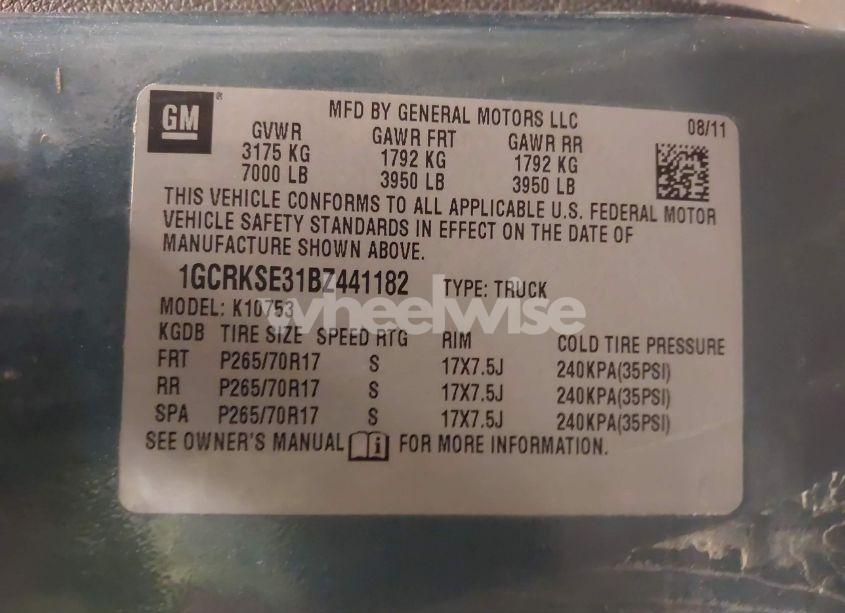 GM
MFD BY GENERAL MOTORS LLC
08/11
GVWR GAWR FRT GAWR RR
3175 KG 1792 KG 1792 KG
7000 LB 3950 LB 3950 LB
THIS VEHICLE CONFORMS TO ALL APPLICABLE U.S. FEDERAL MOTOR
VEHICLE SAFETY STANDARDS IN EFFECT ON THE DATE OF
MANUFACTURE SHOWN ABOVE.
1GCRKSE31BZ441182 TYPE: TRUCK
MODEL: K10753
wheelwise
KGDB TIRE SIZE SPEED RTG RIM COLD TIRE PRESSURE
FRT P265/70R17 S 17X7.5J 240KPA(35PSI)
RR P265/70R17 S 17X7.5J 240KPA(35PSI)
SPA P265/70R17 S 17X7.5J 240KPA(35PSI)
SEE OWNER'S MANUAL i FOR MORE INFORMATION.